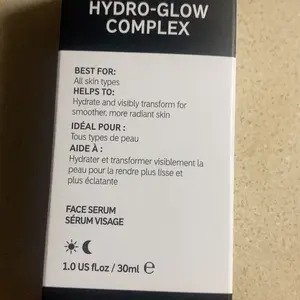 HYDRO-GLOW
COMPLEX
BEST FOR:
All skin types
HELPS TO:
Hydrate and visibly transform for
smoother, more radiant skin
IDÉAL POUR :
Tous types de peau
AIDE À :
Hydrater et transformer visiblement la
peau pour la rendre plus lisse et
plus éclatante
FACE SERUM
SÉRUM VISAGE
1.0 US fl.oz / 30ml ℮